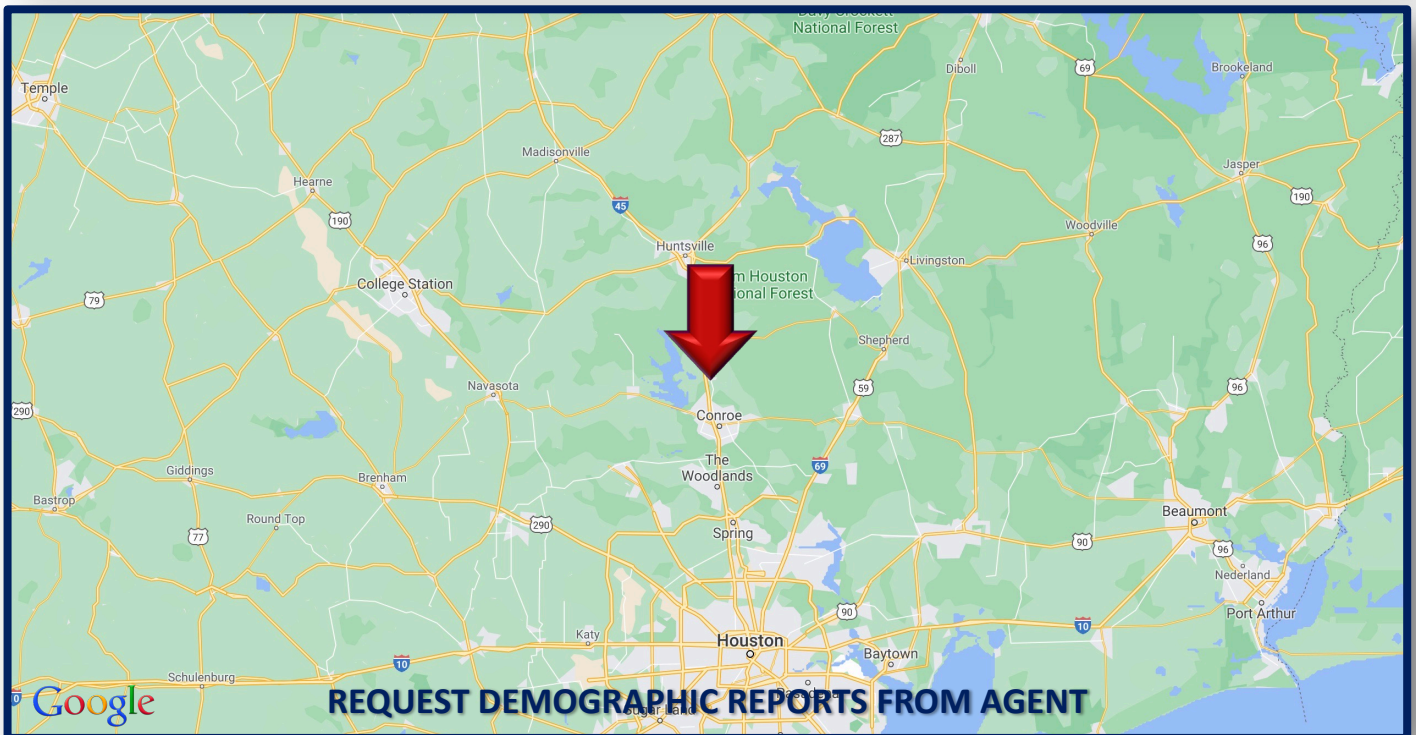 Davy Crockett
National Forest
Temple
Diboll
69
Brookeland
287
Madisonville
Jasper
Hearne
45
190
190
Woodville
Huntsville
96
Livingston
m Houston
ional Forest
College Station
79
Shepherd
Navasota
59
96
290
Conroe
The
Woodlands
69
Giddings
Brenham
Bastrop
Round Top
290
Spring
Beaumont
77
90
96
Nederland
90
Port Arthur
10
Katy
Houston
Baytown
10
Schulenburg
Google
REQUEST DEMOGRAPHIC REPORTS FROM AGENT
Sugar Land